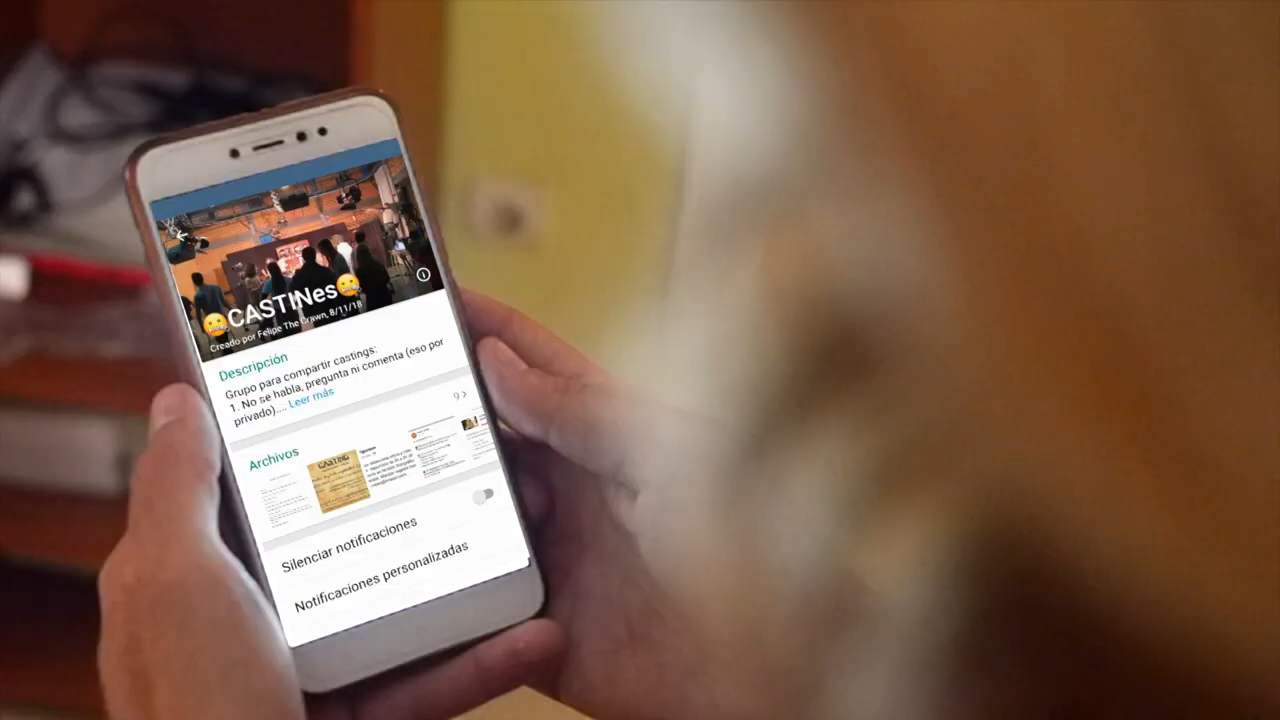 CASTINes
Creado por Felipe The Crawn, 8/11/18
Descripción
Grupo para compartir castings:
1. No se habla, pregunta ni comenta (eso por
privado).... Leer más
9 >
Archivos
CASTING
Silenciar notificaciones
Notificaciones personalizadas